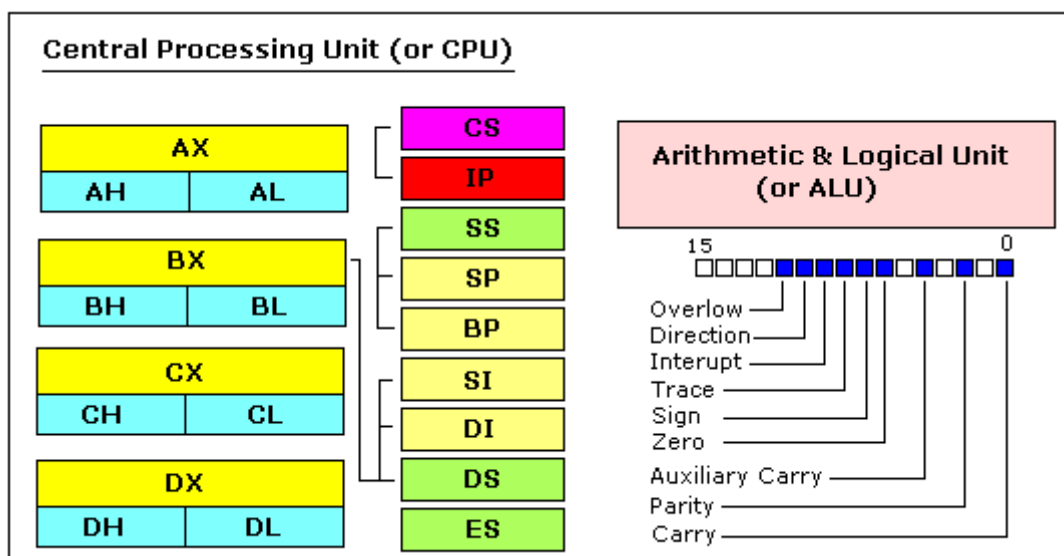 Central Processing Unit (or CPU)
AX
AH AL
BX
BH BL
CX
CH CL
DX
DH DL
CS
IP
SS
SP
BP
SI
DI
DS
ES
Arithmetic & Logical Unit
(or ALU)
15 0
Overlow
Direction
Interupt
Trace
Sign
Zero
Auxiliary Carry
Parity
Carry